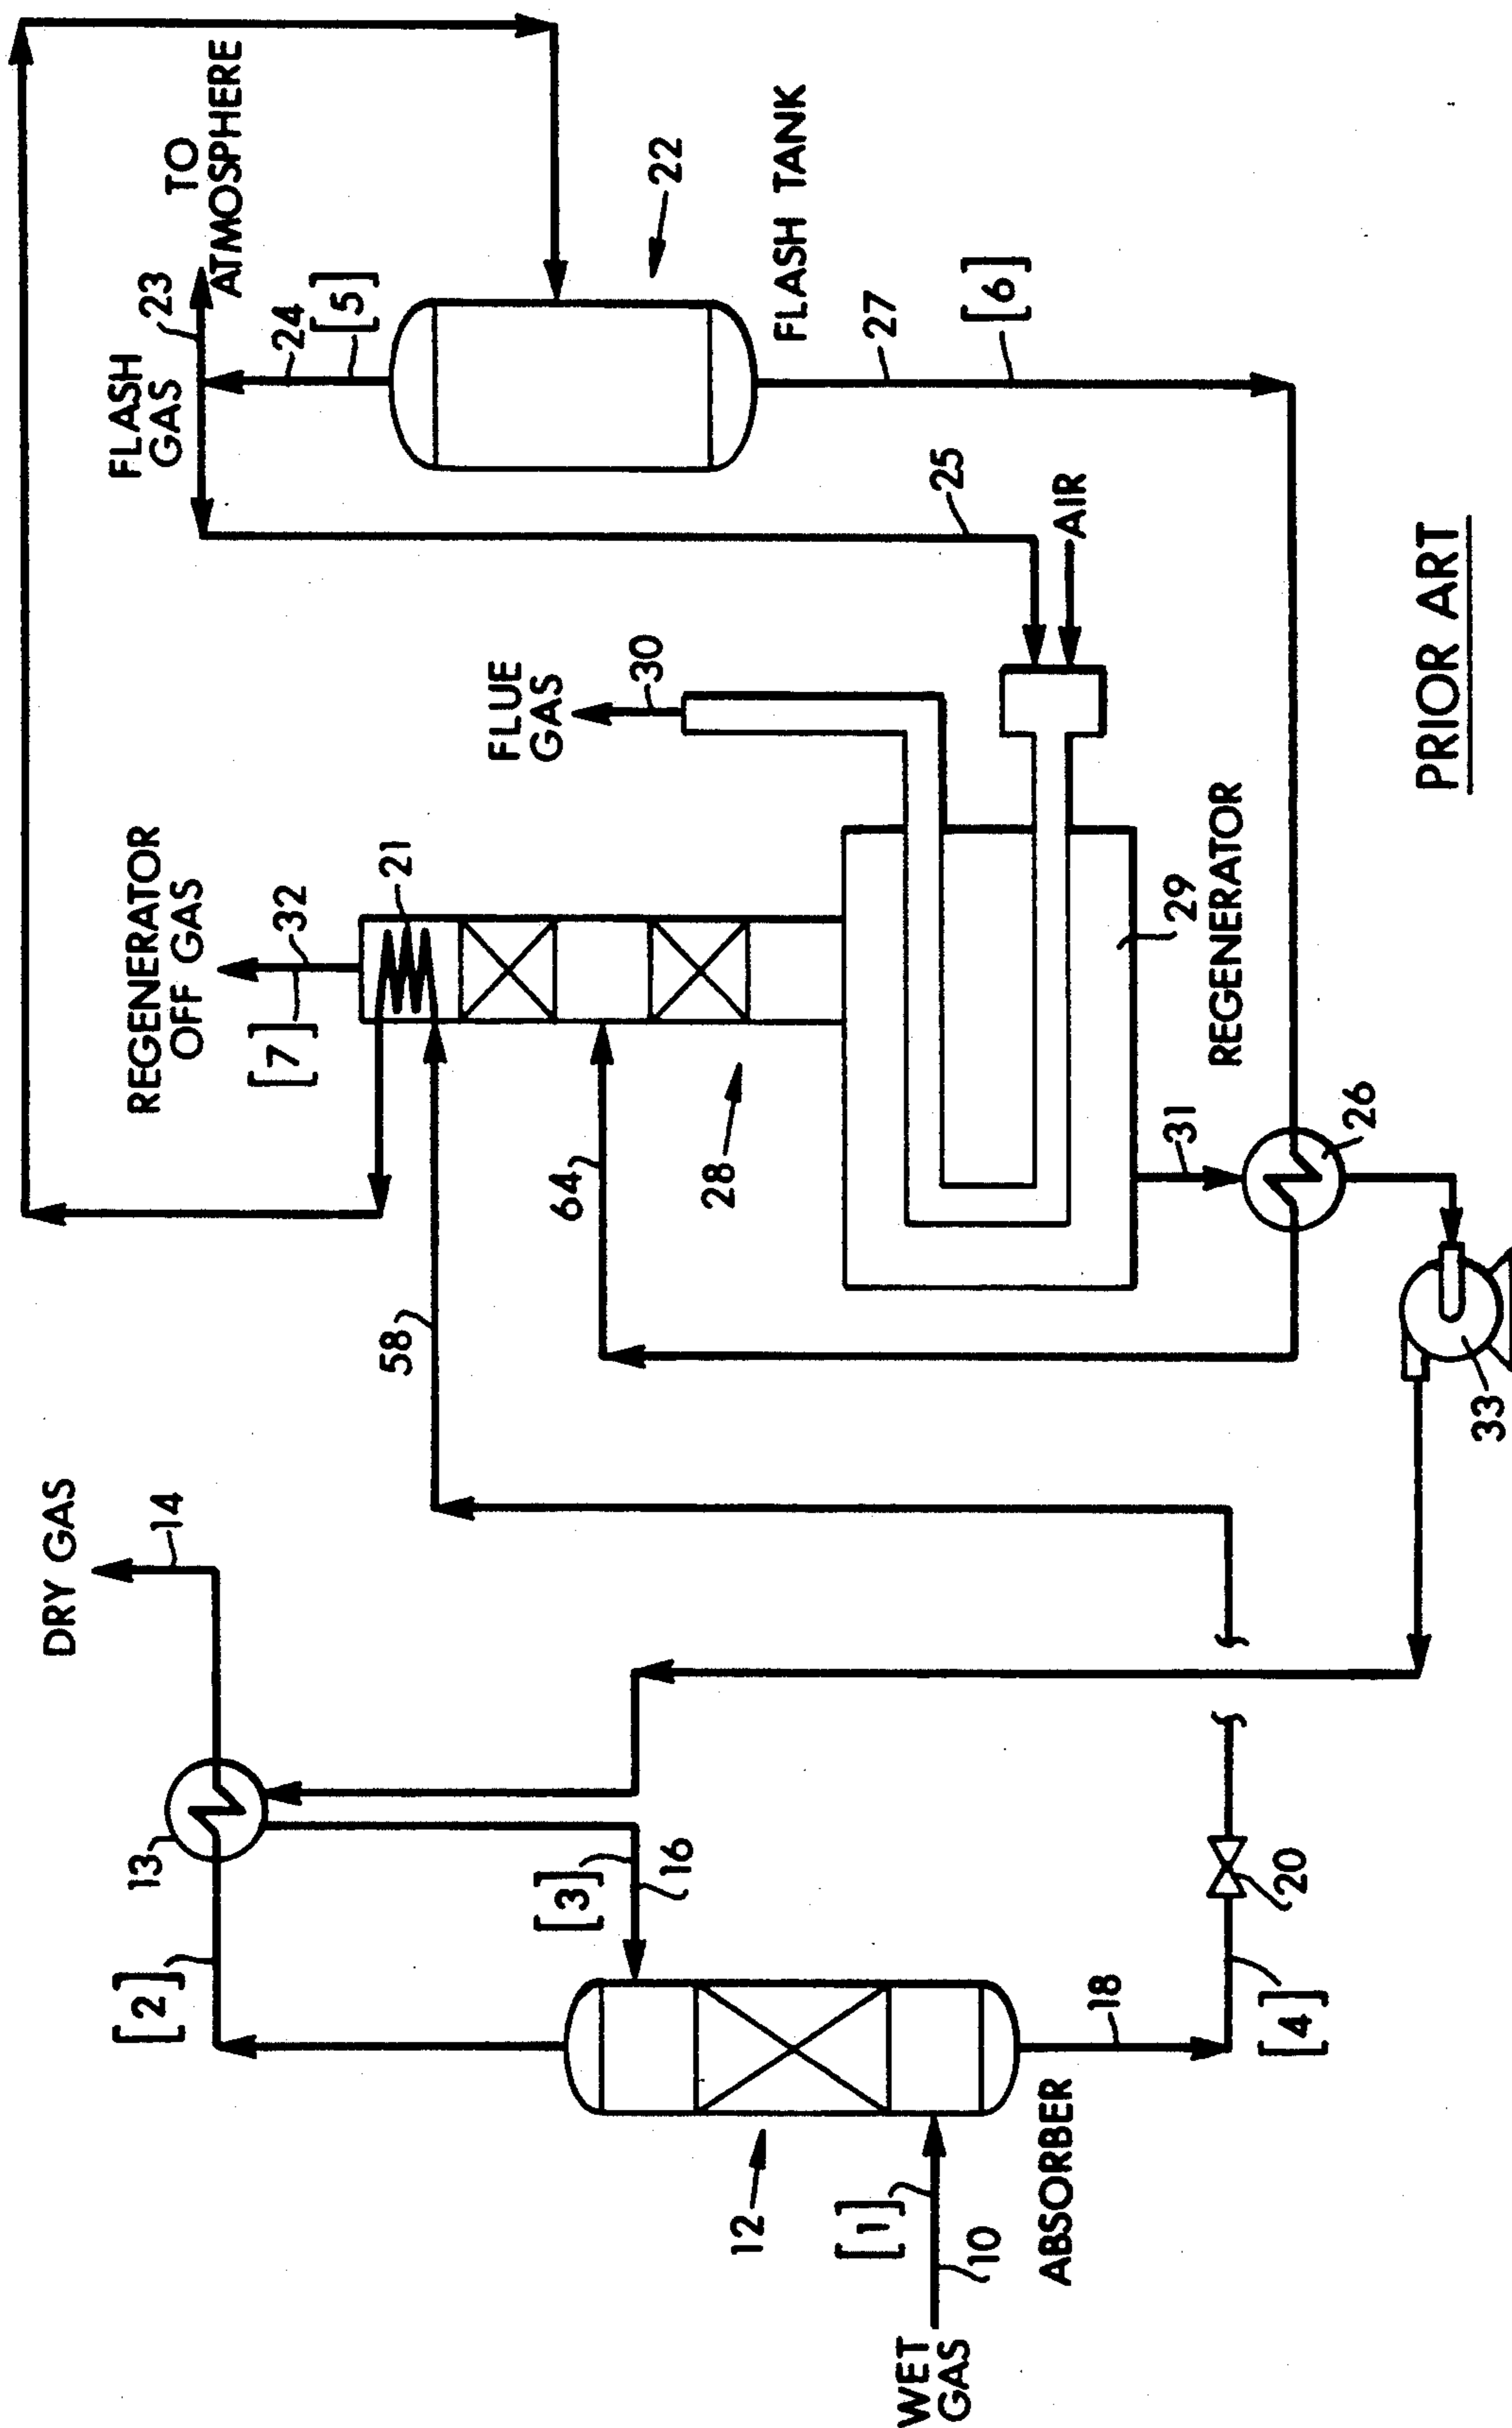 WET
GAS
10
[1]
12
ABSORBER
18
[4]
20
[2]
13
[3]
16
DRY GAS
14
58
64
28
REGENERATOR
OFF GAS
[7]
32
21
FLUE
GAS
30
29
REGENERATOR
31
26
33
25
AIR
FLASH
GAS
23
TO
ATMOSPHERE
24
[5]
22
FLASH TANK
27
[6]
PRIOR ART